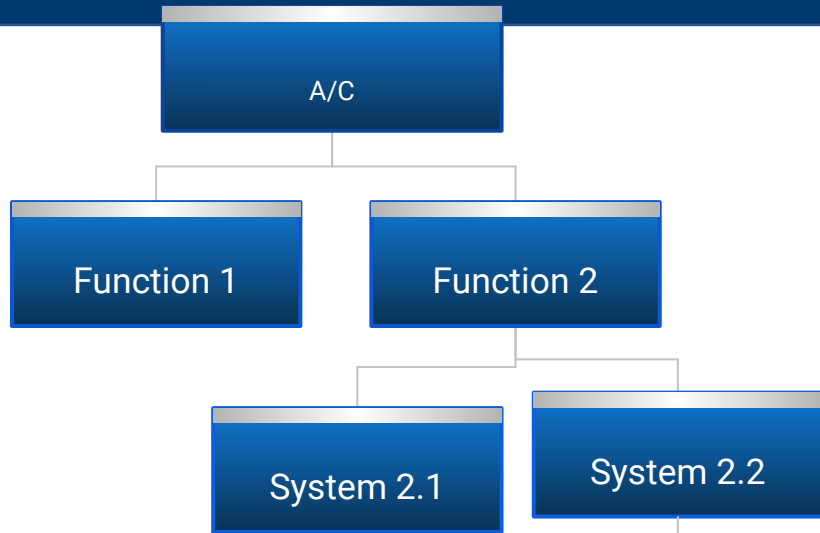 A/C
Function 1
Function 2
System 2.1
System 2.2